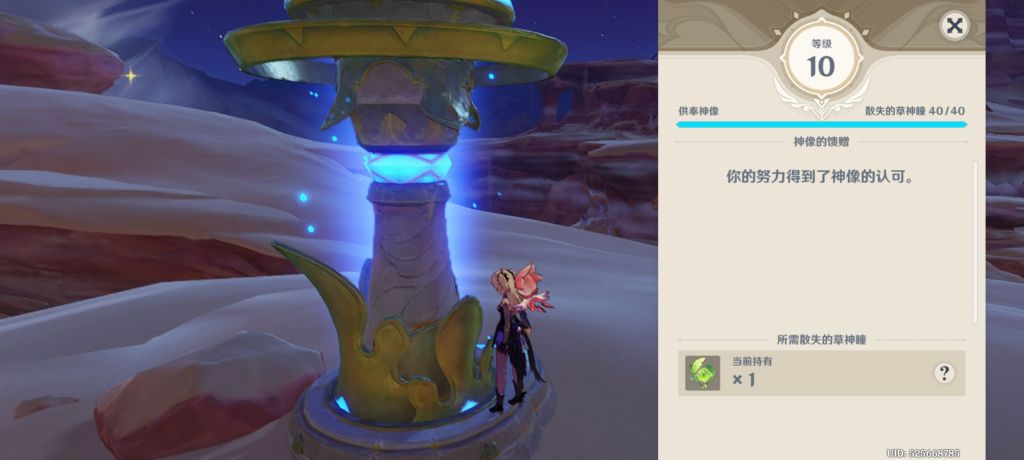 等级
10
供奉神像
散失的草神瞳 40/40
神像的馈赠
你的努力得到了神像的认可。
所需散失的草神瞳
当前持有
× 1
?
UID: 525668785